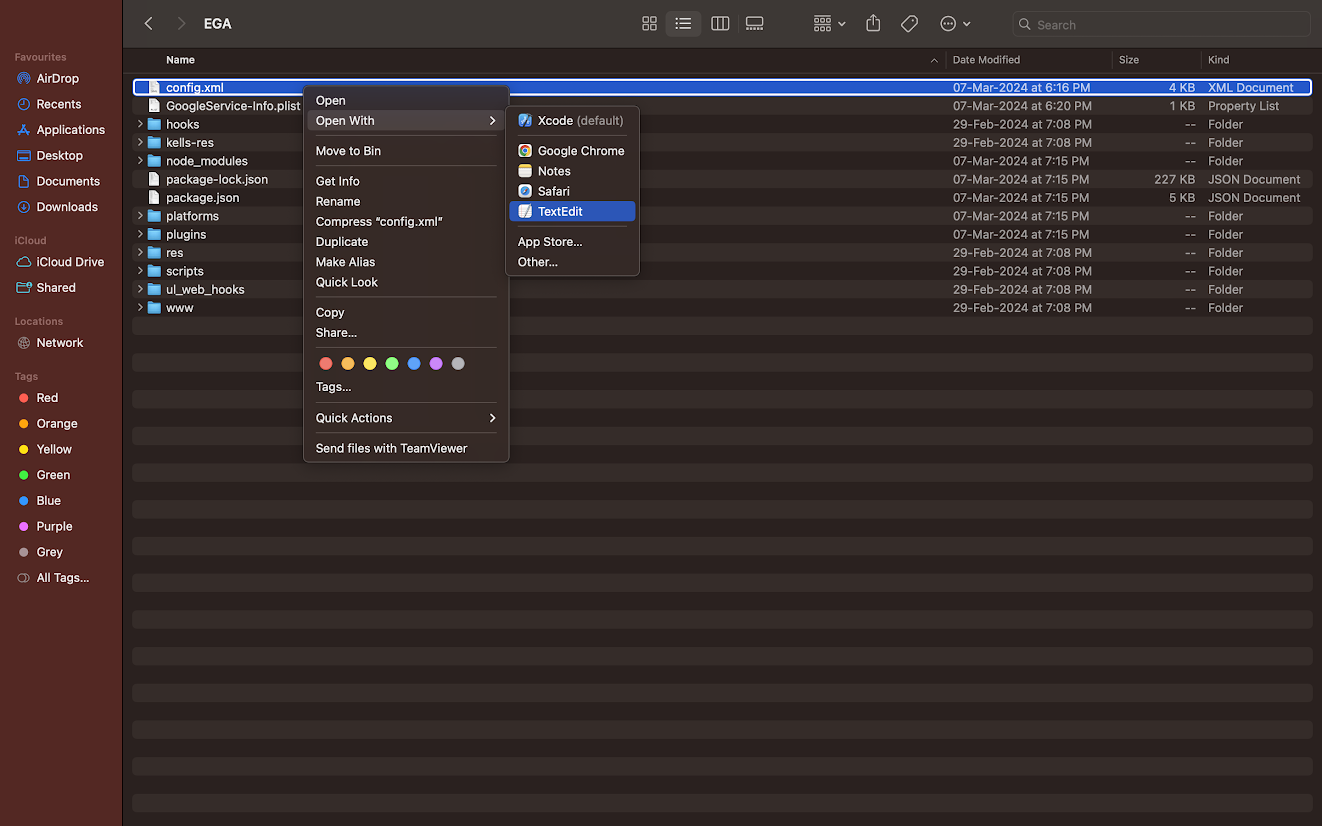 EGA
Search
Favourites
AirDrop
Recents
Applications
Desktop
Documents
Downloads
iCloud
iCloud Drive
Shared
Locations
Network
Tags
Red
Orange
Yellow
Green
Blue
Purple
Grey
All Tags...
Name Date Modified Size Kind
config.xml 07-Mar-2024 at 6:16 PM 4 KB XML Document
GoogleService-Info.plist 07-Mar-2024 at 6:20 PM 1 KB Property List
hooks 29-Feb-2024 at 7:08 PM -- Folder
kells-res 29-Feb-2024 at 7:08 PM -- Folder
node_modules 07-Mar-2024 at 7:15 PM -- Folder
package-lock.json 07-Mar-2024 at 7:15 PM 227 KB JSON Document
package.json 07-Mar-2024 at 7:15 PM 5 KB JSON Document
platforms 07-Mar-2024 at 7:15 PM -- Folder
plugins 07-Mar-2024 at 7:15 PM -- Folder
res 29-Feb-2024 at 7:08 PM -- Folder
scripts 29-Feb-2024 at 7:08 PM -- Folder
ul_web_hooks 29-Feb-2024 at 7:08 PM -- Folder
www 29-Feb-2024 at 7:08 PM -- Folder
Open
Open With
Move to Bin
Get Info
Rename
Compress “config.xml”
Duplicate
Make Alias
Quick Look
Copy
Share...
Tags...
Quick Actions
Send files with TeamViewer
Xcode (default)
Google Chrome
Notes
Safari
TextEdit
App Store...
Other...